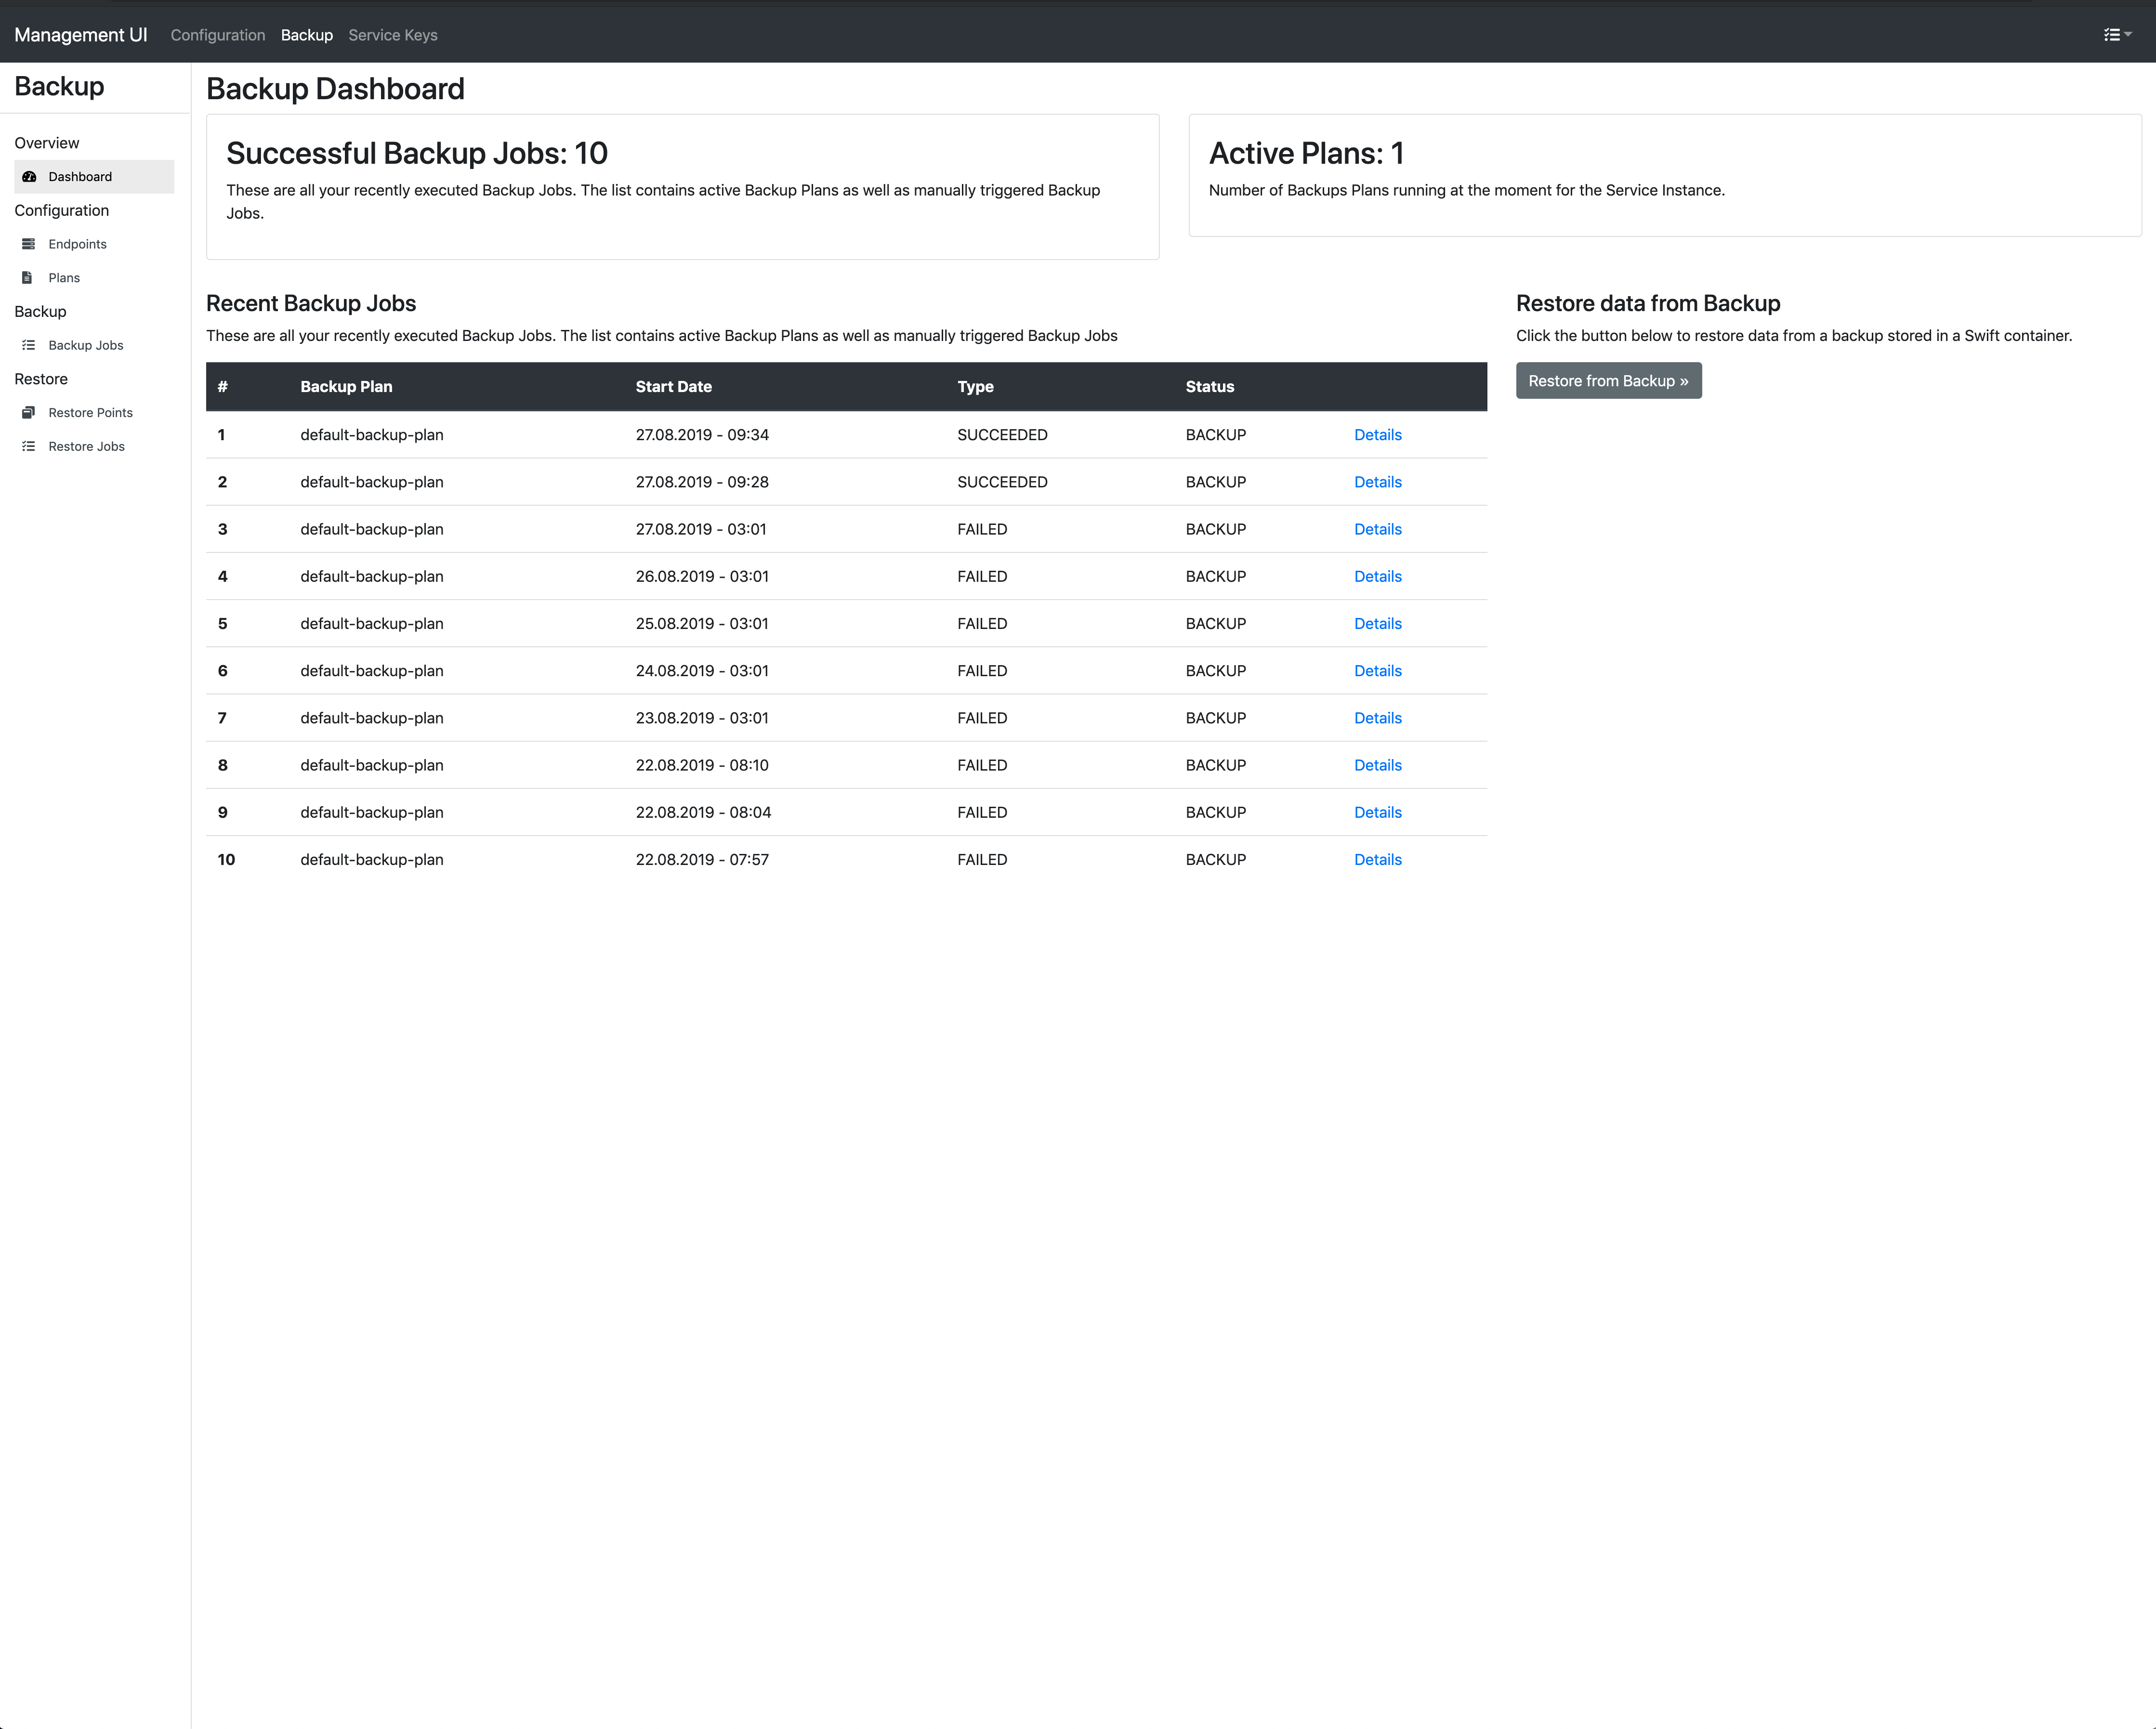 Management UI Configuration Backup Service Keys
Backup
Overview
Dashboard
Configuration
Endpoints
Plans
Backup
Backup Jobs
Restore
Restore Points
Restore Jobs
Backup Dashboard
Successful Backup Jobs: 10
These are all your recently executed Backup Jobs. The list contains active Backup Plans as well as manually triggered Backup
Jobs.
Active Plans: 1
Number of Backups Plans running at the moment for the Service Instance.
Recent Backup Jobs
These are all your recently executed Backup Jobs. The list contains active Backup Plans as well as manually triggered Backup Jobs
# Backup Plan Start Date Type Status
1 default-backup-plan 27.08.2019 - 09:34 SUCCEEDED BACKUP Details
2 default-backup-plan 27.08.2019 - 09:28 SUCCEEDED BACKUP Details
3 default-backup-plan 27.08.2019 - 03:01 FAILED BACKUP Details
4 default-backup-plan 26.08.2019 - 03:01 FAILED BACKUP Details
5 default-backup-plan 25.08.2019 - 03:01 FAILED BACKUP Details
6 default-backup-plan 24.08.2019 - 03:01 FAILED BACKUP Details
7 default-backup-plan 23.08.2019 - 03:01 FAILED BACKUP Details
8 default-backup-plan 22.08.2019 - 08:10 FAILED BACKUP Details
9 default-backup-plan 22.08.2019 - 08:04 FAILED BACKUP Details
10 default-backup-plan 22.08.2019 - 07:57 FAILED BACKUP Details
Restore data from Backup
Click the button below to restore data from a backup stored in a Swift container.
Restore from Backup »